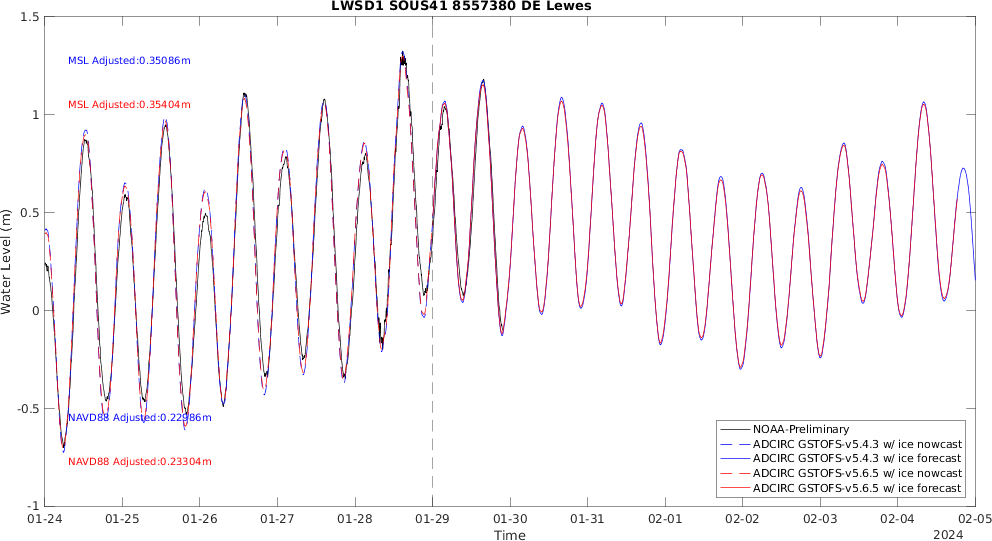 LWSD1 SOUS41 8557380 DE Lewes
1.5
1
0.5
0
-0.5
-1
Water Level (m)
MSL Adjusted:0.35086m
MSL Adjusted:0.35404m
NAVD88 Adjusted:0.22986m
NAVD88 Adjusted:0.23304m
NOAA-Preliminary
ADCIRC GSTOFS-v5.4.3 w/ ice nowcast
ADCIRC GSTOFS-v5.4.3 w/ ice forecast
ADCIRC GSTOFS-v5.6.5 w/ ice nowcast
ADCIRC GSTOFS-v5.6.5 w/ ice forecast
01-24 01-25 01-26 01-27 01-28 01-29 01-30 01-31 02-01 02-02 02-03 02-04 02-05
Time
2024